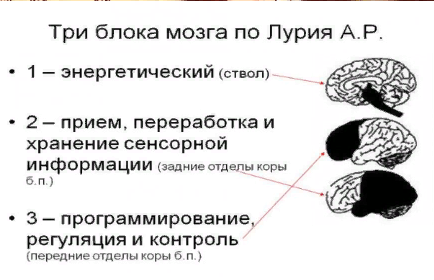 Три блока мозга по Лурия А.Р.
• 1 – энергетический (ствол)
• 2 – прием, переработка и
хранение сенсорной
информации (задние отделы коры
б.п.)
• 3 – программирование,
регуляция и контроль
(передние отделы коры б.п.)